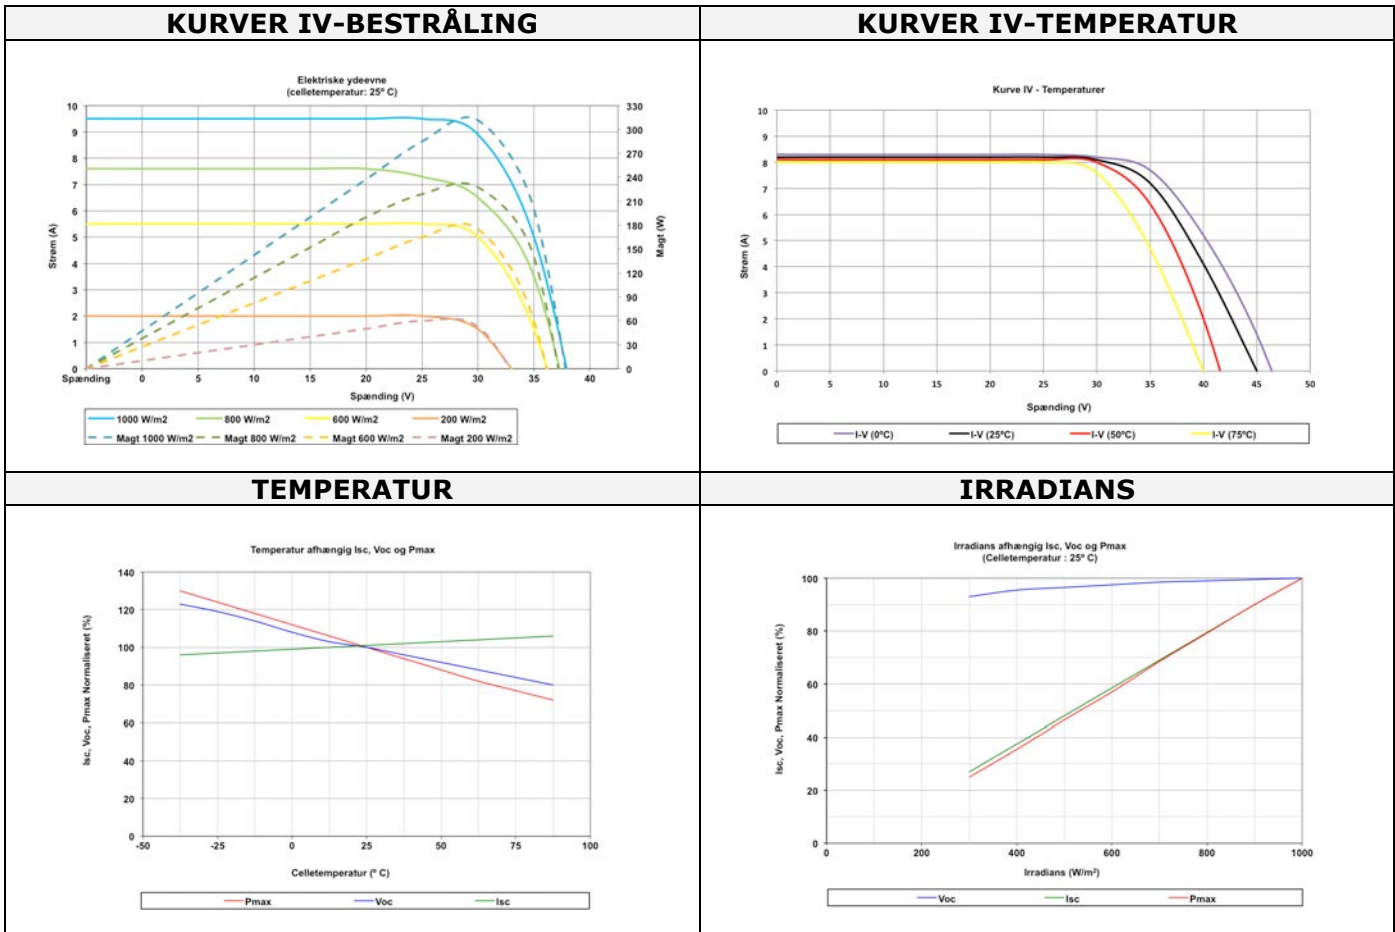 KURVER IV-BESTRÅLING
KURVER IV-TEMPERATUR
Elektriske ydeevne
(celletemperatur: 25º C)
10
9
8
7
6
5
4
3
2
1
0
Strøm (A)
330
300
270
240
210
180
150
120
90
60
30
0
Magt (W)
Spænding 0 5 10 15 20 25 30 35 40
Spænding (V)
1000 W/m2 800 W/m2 600 W/m2 200 W/m2
Magt 1000 W/m2 Magt 800 W/m2 Magt 600 W/m2 Magt 200 W/m2
Kurve IV - Temperaturer
10
9
8
7
6
5
4
3
2
1
0
Strøm (A)
0 5 10 15 20 25 30 35 40 45 50
Spænding (V)
I-V (0ºC) I-V (25ºC) I-V (50ºC) I-V (75ºC)
TEMPERATUR
IRRADIANS
Temperatur afhængig Isc, Voc og Pmax
140
120
100
80
60
40
20
0
Isc, Voc, Pmax Normaliseret (%)
-50 -25 0 25 50 75 100
Celletemperatur (º C)
Pmax Voc Isc
Irradians afhængig Isc, Voc og Pmax
(Celletemperatur : 25º C)
100
80
60
40
20
0
Isc, Voc, Pmax Normaliseret (%)
0 200 400 600 800 1000
Irradians (W/m²)
Voc Isc Pmax